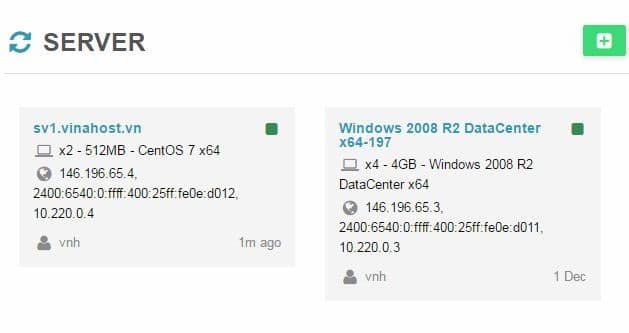 SERVER
sv1.vinahost.vn
x2 - 512MB - CentOS 7 x64
146.196.65.4,
2400:6540:0:ffff:400:25ff:fe0e:d012,
10.220.0.4
vnh 1m ago
Windows 2008 R2 DataCenter
x64-197
x4 - 4GB - Windows 2008 R2
DataCenter x64
146.196.65.3,
2400:6540:0:ffff:400:25ff:fe0e:d011,
10.220.0.3
vnh 1 Dec